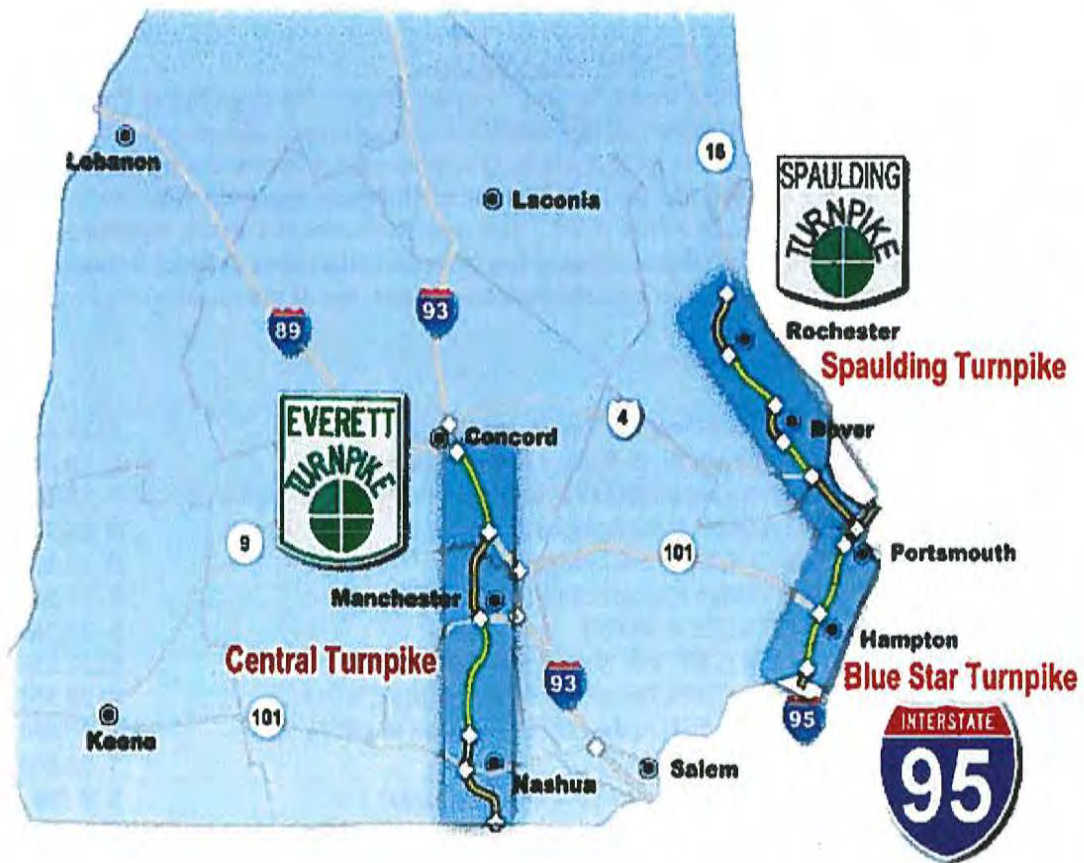 Lebanon
16
SPAULDING
TURNPIKE
Laconia
93
89
Rochester
Spaulding Turnpike
EVERETT
TURNPIKE
4
Dover
Concord
9
101
Portsmouth
Manchester
Hampton
Central Turnpike
93
Blue Star Turnpike
95
101
Keene
INTERSTATE
95
Nashua
Salem